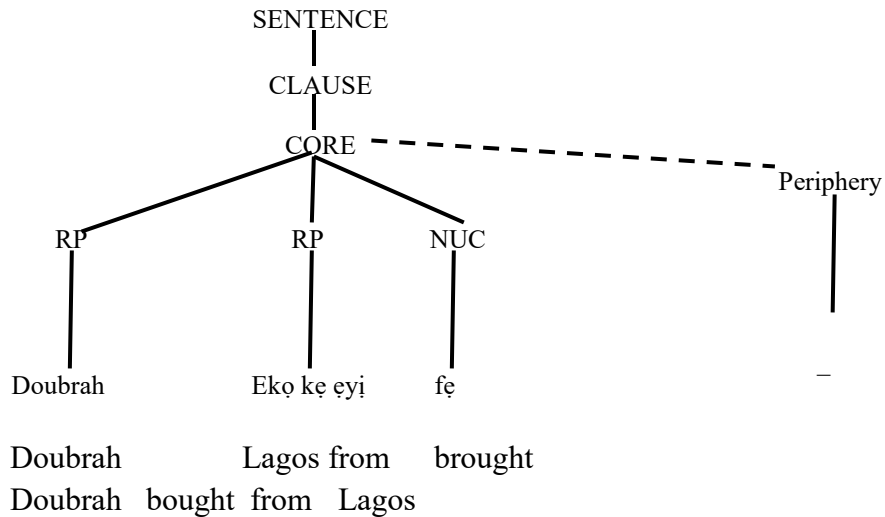 SENTENCE
CLAUSE
CORE
Periphery
RP RP NUC
Doubrah Ekọ kẹ ẹyị fẹ –
Doubrah Lagos from brought
Doubrah bought from Lagos